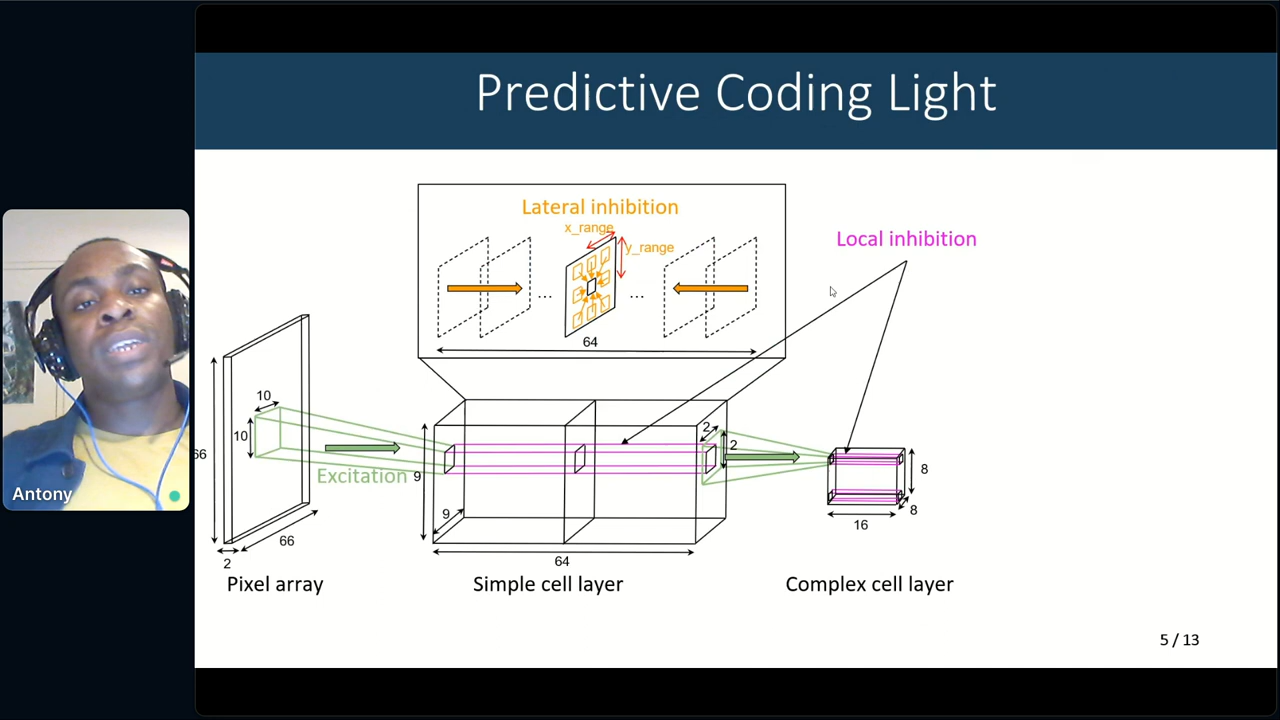 Predictive Coding Light
Lateral inhibition
x_range
y_range
... ...
64
Local inhibition
10
10
66
Excitation
2
66
9
9
64
2
2
8
8
16
Pixel array
Simple cell layer
Complex cell layer
5 / 13
Antony